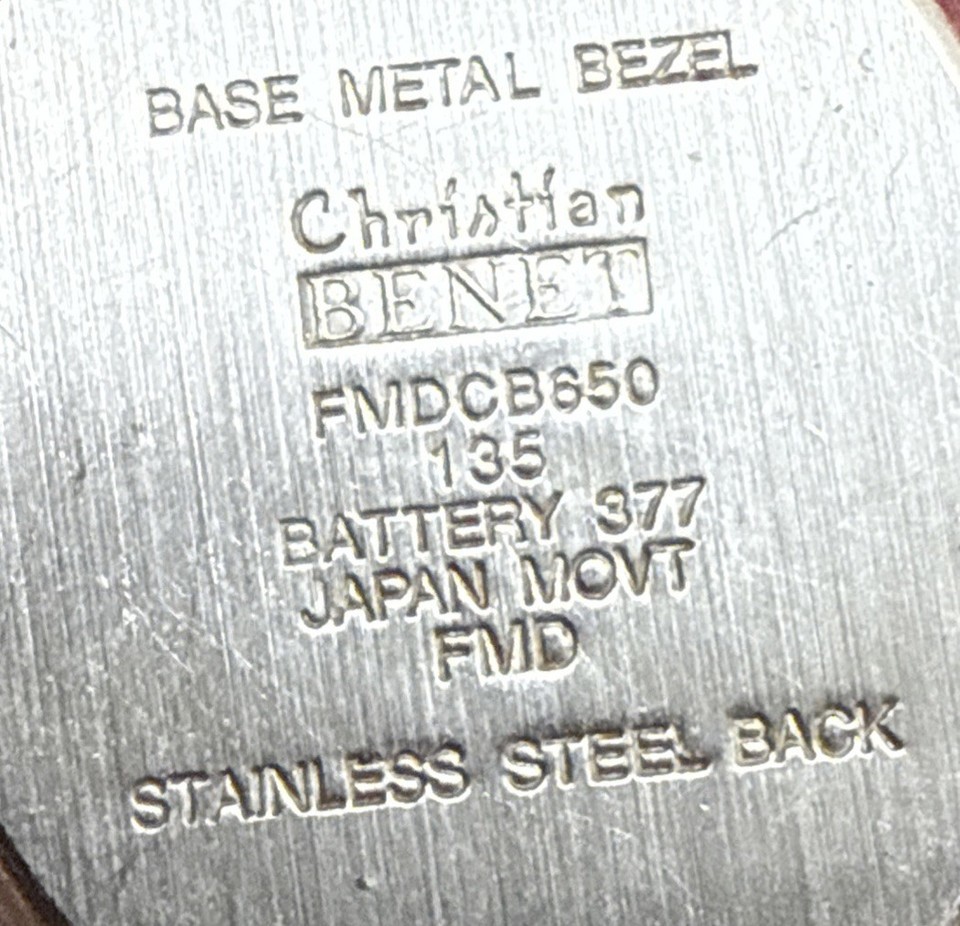 BASE METAL BEZEL
Christian
BENET
FMDCB650
135
BATTERY 377
JAPAN MOVT
FMD
STAINLESS STEEL BACK